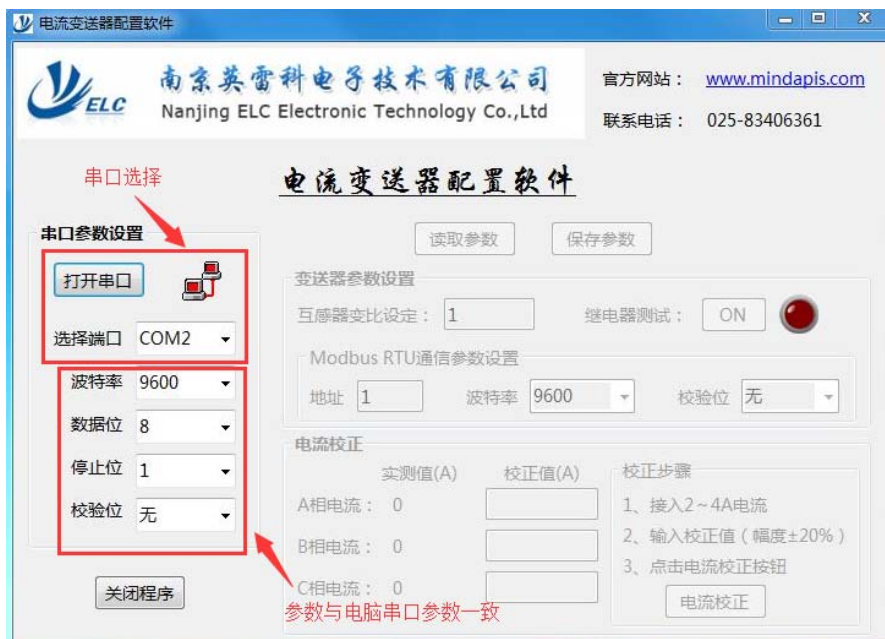 电流变送器配置软件
ELC
南京英雷科电子技术有限公司
Nanjing ELC Electronic Technology Co.,Ltd
官方网站： www.mindapis.com
联系电话： 025-83406361
串口选择
电流变送器配置软件
串口参数设置
打开串口
选择端口 COM2
波特率 9600
数据位 8
停止位 1
校验位 无
关闭程序
读取参数 保存参数
变送器参数设置
互感器变比设定： 1 继电器测试： ON
Modbus RTU通信参数设置
地址 1 波特率 9600 校验位 无
电流校正
实测值(A) 校正值(A)
A相电流： 0
B相电流： 0
C相电流： 0
校正步骤
1、接入2~4A电流
2、输入校正值（幅度±20%）
3、点击电流校正按钮
电流校正
参数与电脑串口参数一致